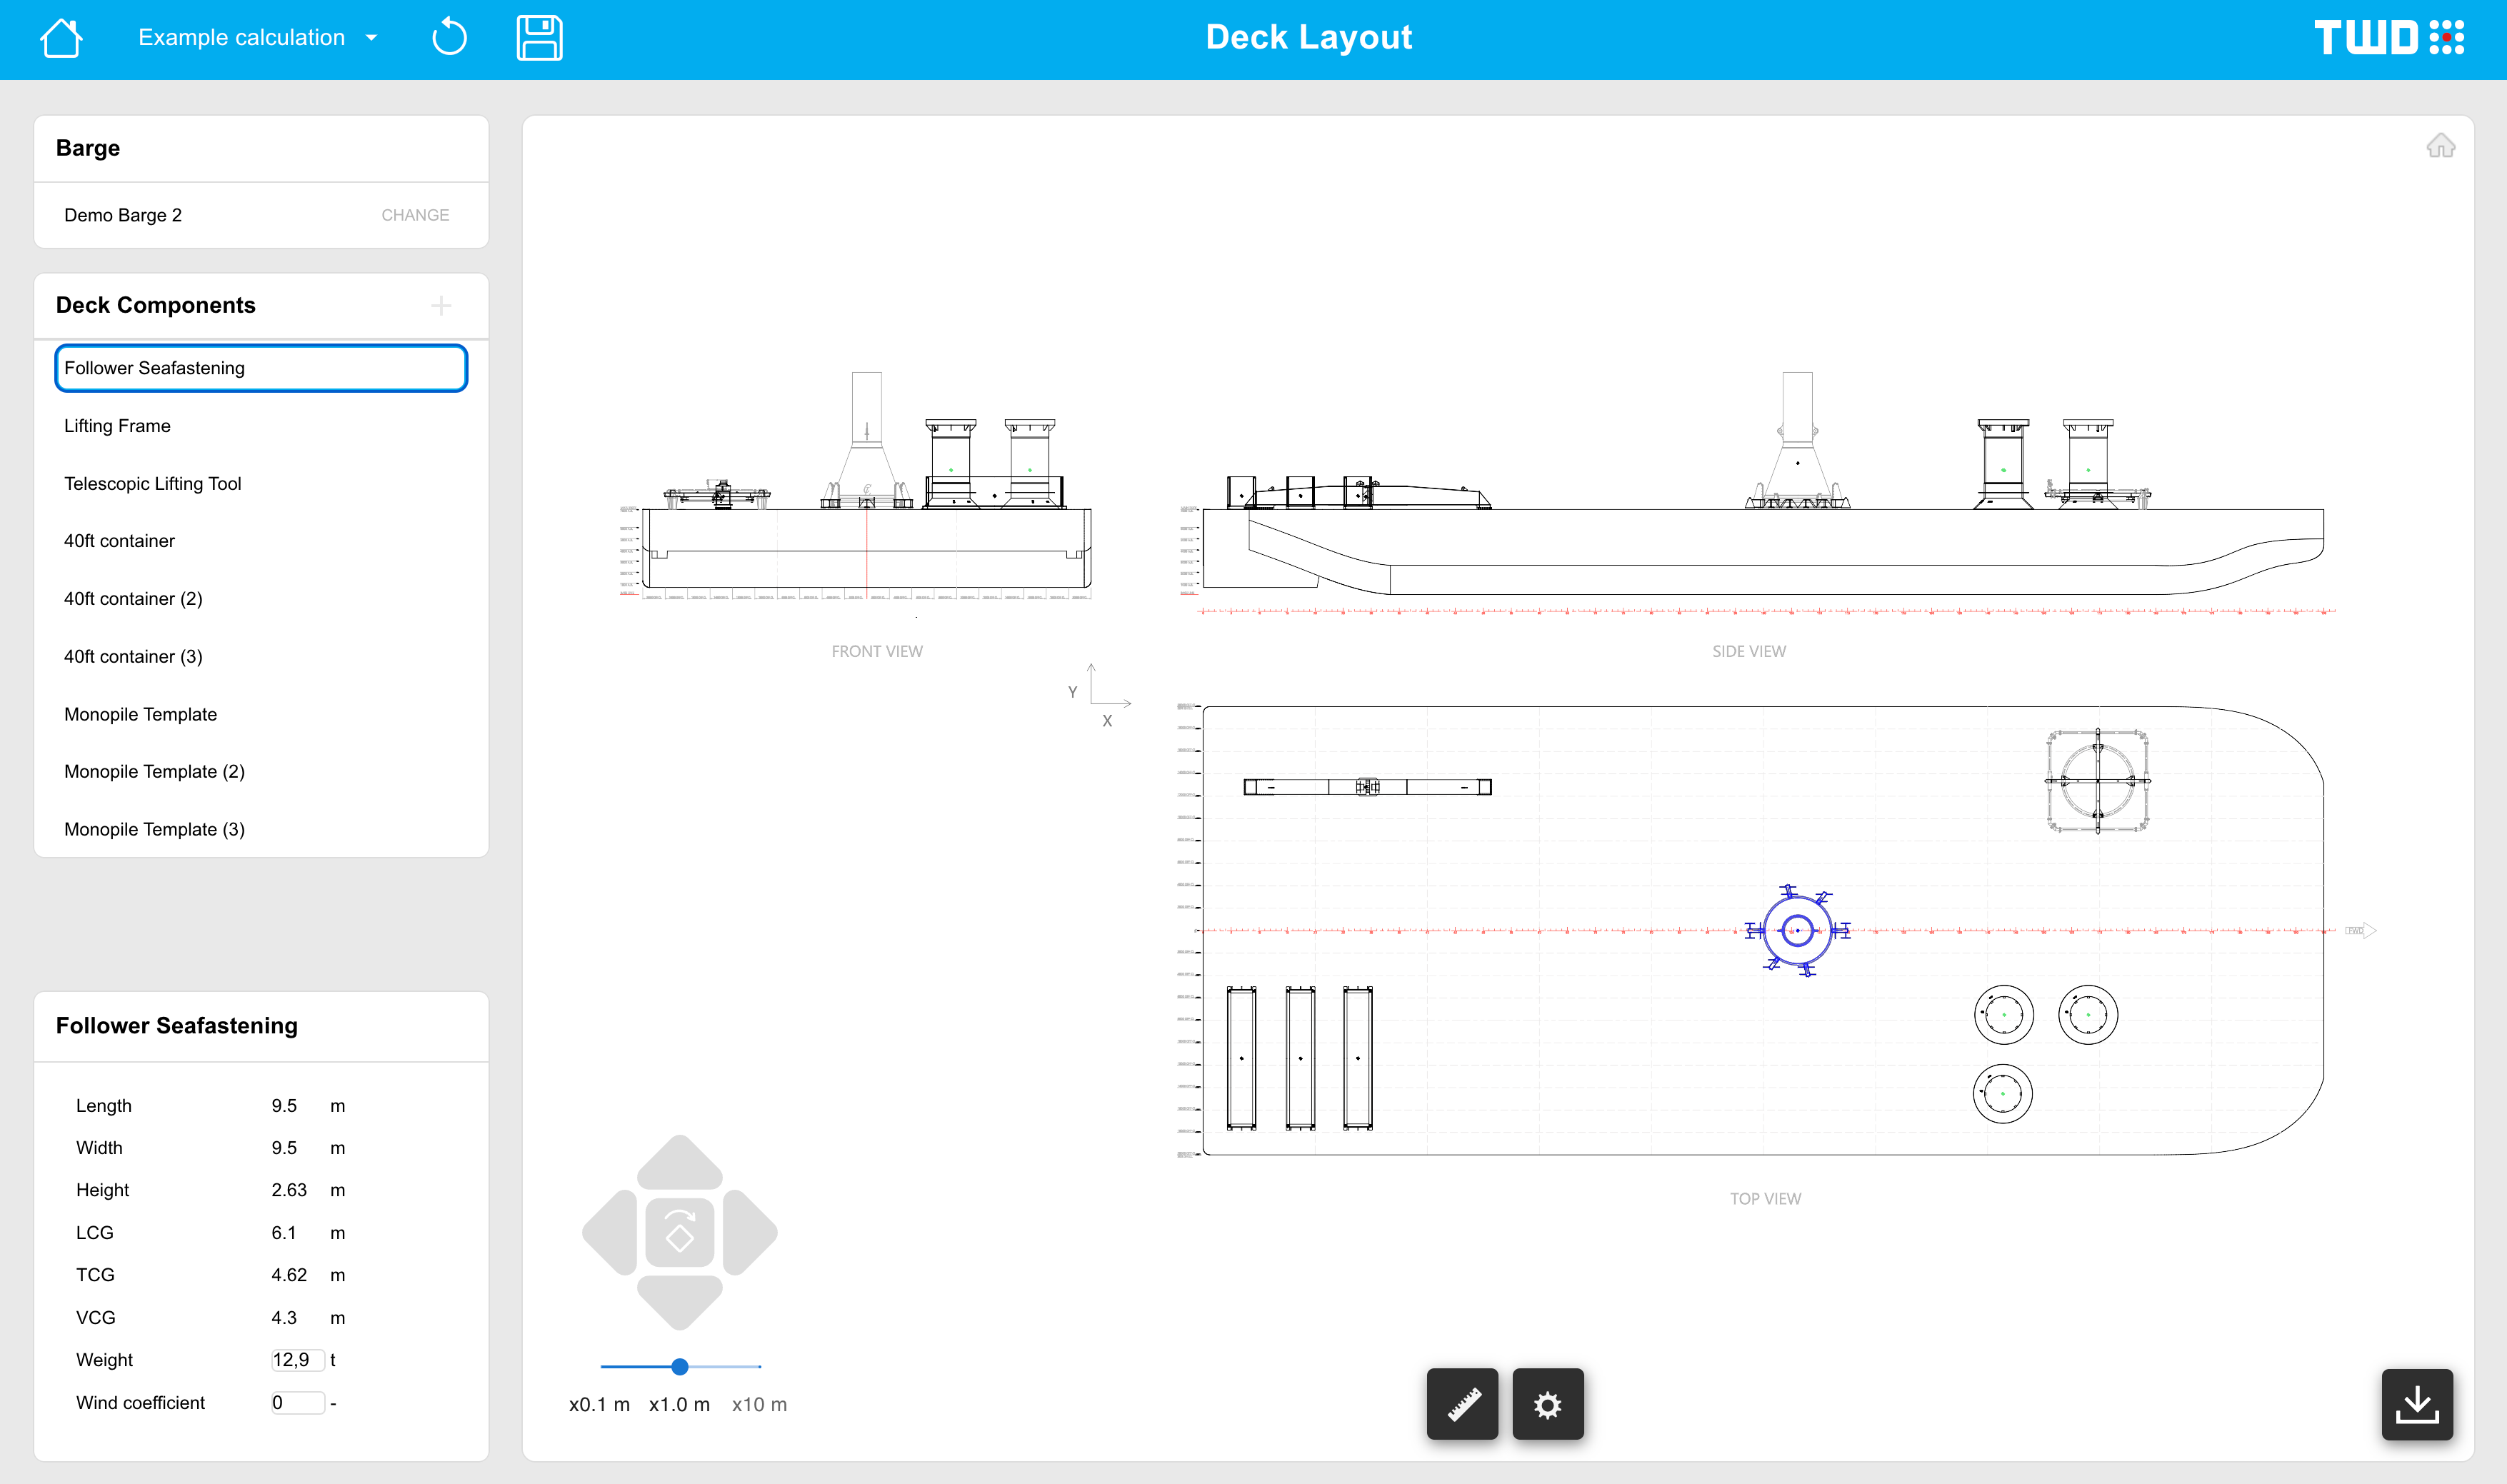 Example calculation
Deck Layout
TWD
Barge
Demo Barge 2
CHANGE
Deck Components
Follower Seafastening
Lifting Frame
Telescopic Lifting Tool
40ft container
40ft container (2)
40ft container (3)
Monopile Template
Monopile Template (2)
Monopile Template (3)
Follower Seafastening
Length 9.5 m
Width 9.5 m
Height 2.63 m
LCG 6.1 m
TCG 4.62 m
VCG 4.3 m
Weight 12,9 t
Wind coefficient 0 -
FRONT VIEW
SIDE VIEW
Y
X
FWD
TOP VIEW
x0.1 m x1.0 m x10 m